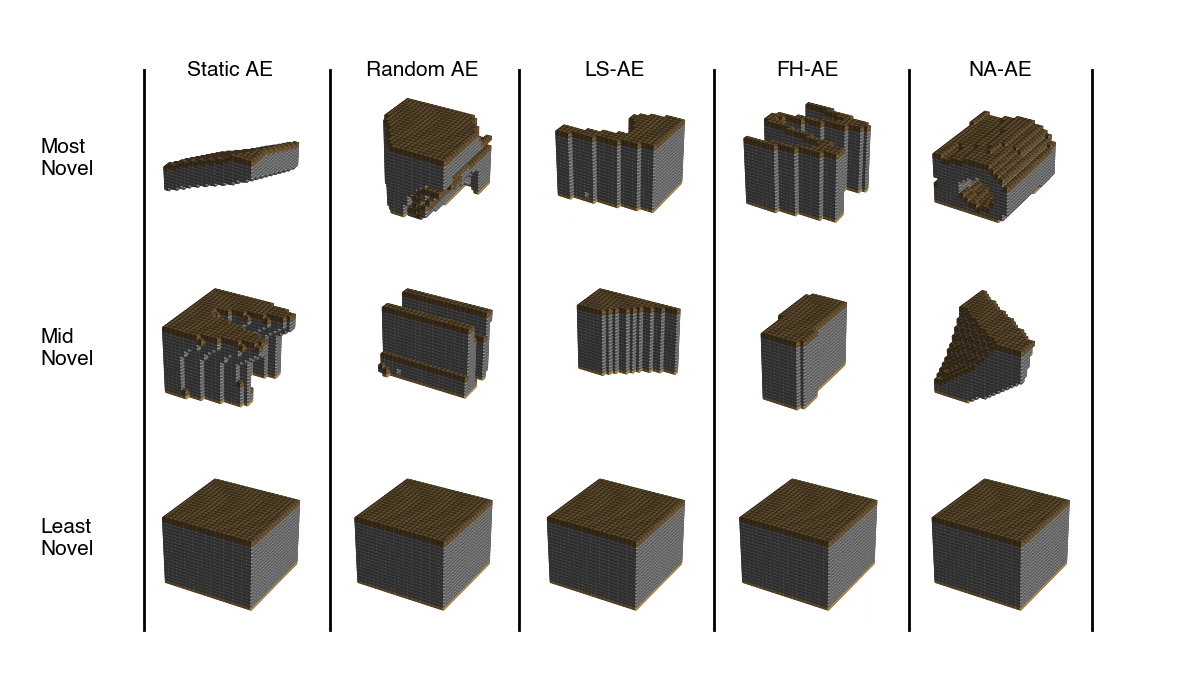 Static AE
Random AE
LS-AE
FH-AE
NA-AE
Most
Novel
Mid
Novel
Least
Novel